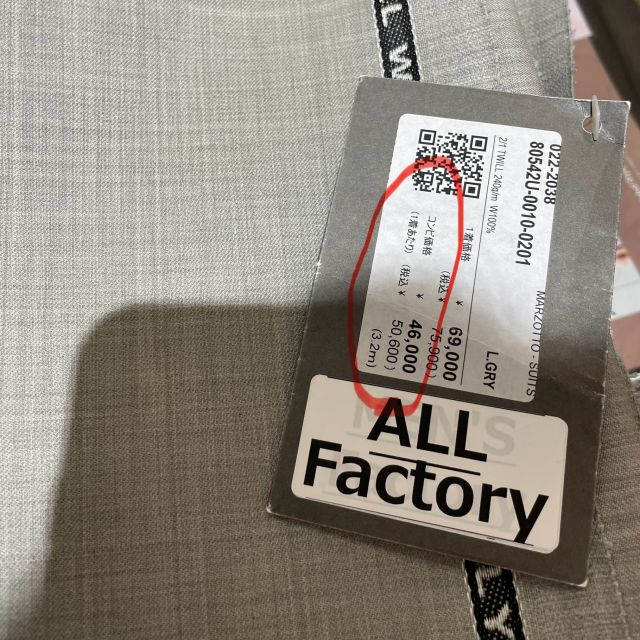 022-2038
80542U-0010-0201
MARZOTTO - SUITS
2/1 TWILL 240g/m W100%
L.GRY
1着価格 ¥ 69,000
(税込¥ 75,900)
コンビ価格 ¥ 46,000
(1着あたり) (税込¥ 50,600)
(3.2m)
ALL
Factory